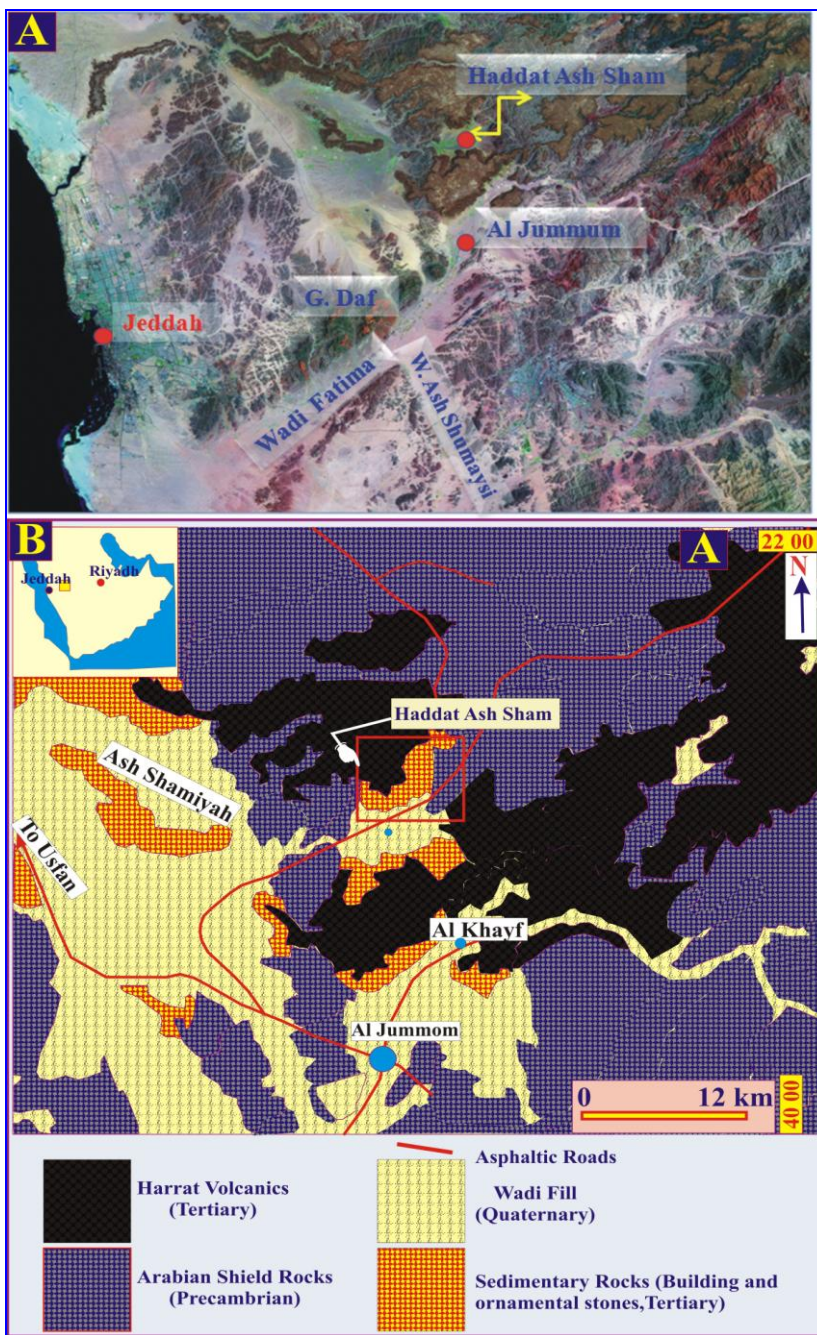 A
Haddat Ash Sham
Al Jummum
G. Daf
Jeddah
Wadi Fatima
W. Ash Shumaysi
B
A
22 00
N
Jeddah
Riyadh
Haddat Ash Sham
Ash Shamiyah
To Usfan
Al Khayf
Al Jummom
0 12 km
40 00
Asphaltic Roads
Harrat Volcanics
(Tertiary)
Wadi Fill
(Quaternary)
Arabian Shield Rocks
(Precambrian)
Sedimentary Rocks (Building and
ornamental stones,Tertiary)